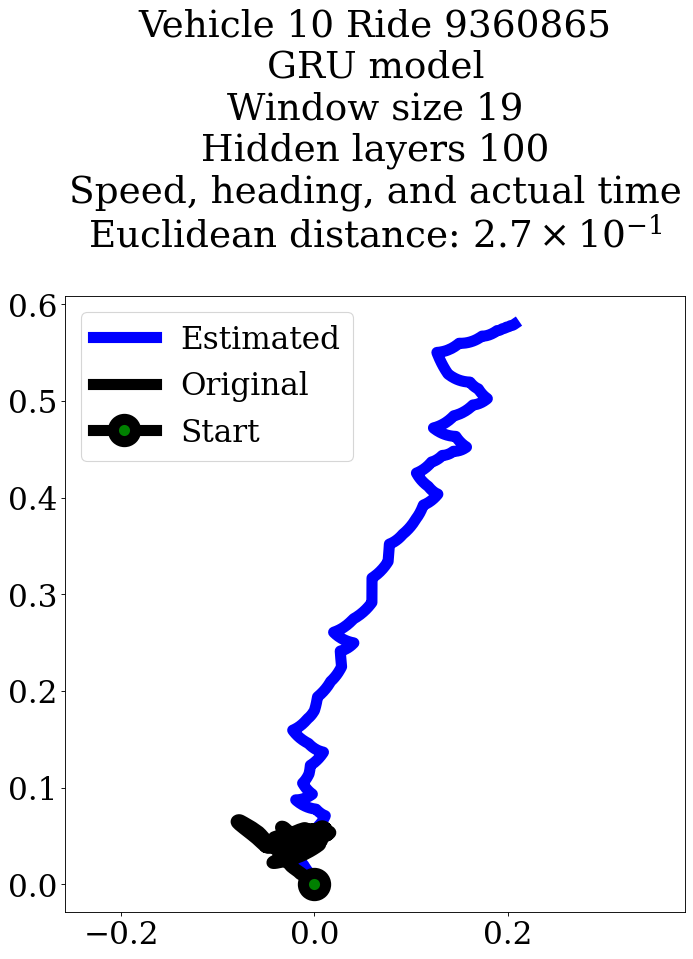 Vehicle 10 Ride 9360865
GRU model
Window size 19
Hidden layers 100
Speed, heading, and actual time
Euclidean distance: 2.7 × 10⁻¹
Estimated
Original
Start
0.6
0.5
0.4
0.3
0.2
0.1
0.0
−0.2 0.0 0.2